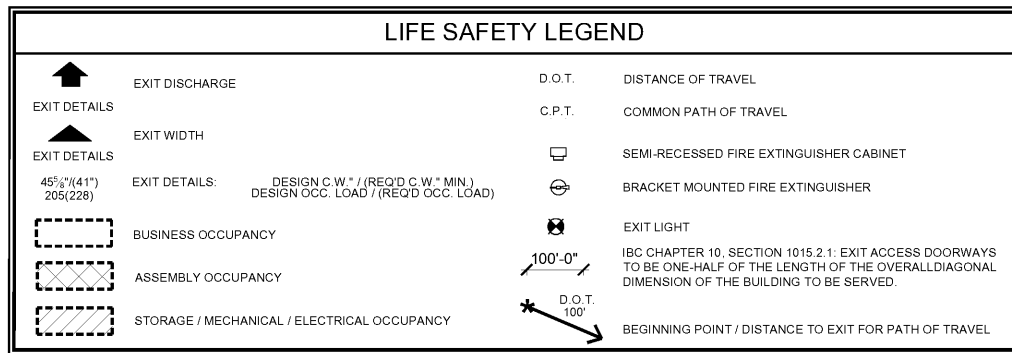 LIFE SAFETY LEGEND
EXIT DETAILS
EXIT DISCHARGE
EXIT DETAILS
EXIT WIDTH
45⅝"/(41")
205(228)
EXIT DETAILS:
DESIGN C.W." / (REQ'D C.W." MIN.)
DESIGN OCC. LOAD / (REQ'D OCC. LOAD)
BUSINESS OCCUPANCY
ASSEMBLY OCCUPANCY
STORAGE / MECHANICAL / ELECTRICAL OCCUPANCY
D.O.T.
DISTANCE OF TRAVEL
C.P.T.
COMMON PATH OF TRAVEL
SEMI-RECESSED FIRE EXTINGUISHER CABINET
BRACKET MOUNTED FIRE EXTINGUISHER
EXIT LIGHT
100'-0"
IBC CHAPTER 10, SECTION 1015.2.1: EXIT ACCESS DOORWAYS
TO BE ONE-HALF OF THE LENGTH OF THE OVERALLDIAGONAL
DIMENSION OF THE BUILDING TO BE SERVED.
D.O.T.
100'
BEGINNING POINT / DISTANCE TO EXIT FOR PATH OF TRAVEL